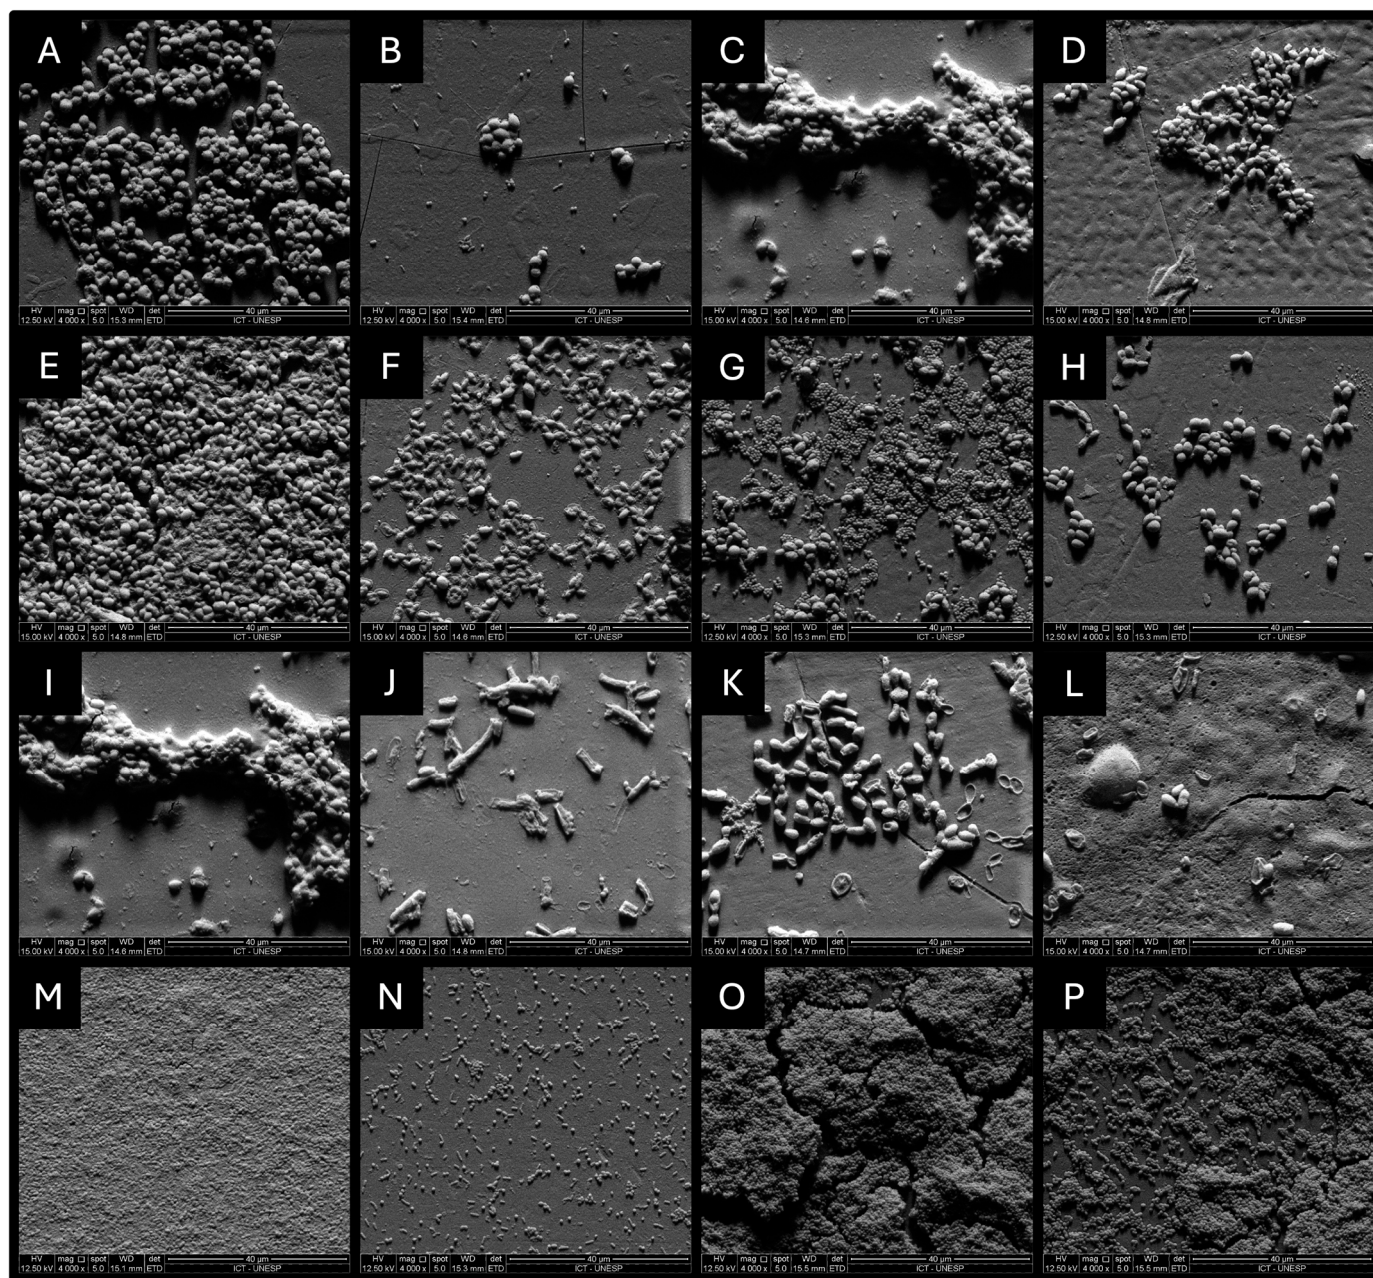 A B C D
HV mag □ spot WD det 40 µm
12.50 kV 4 000 x 5.0 15.3 mm ETD ICT - UNESP
HV mag □ spot WD det 40 µm
12.50 kV 4 000 x 5.0 15.4 mm ETD ICT - UNESP
HV mag □ spot WD det 40 µm
15.00 kV 4 000 x 5.0 14.6 mm ETD ICT - UNESP
HV mag □ spot WD det 40 µm
15.00 kV 4 000 x 5.0 14.8 mm ETD ICT - UNESP
E F G H
HV mag □ spot WD det 40 µm
15.00 kV 4 000 x 5.0 14.8 mm ETD ICT - UNESP
HV mag □ spot WD det 40 µm
15.00 kV 4 000 x 5.0 14.6 mm ETD ICT - UNESP
HV mag □ spot WD det 40 µm
12.50 kV 4 000 x 5.0 15.3 mm ETD ICT - UNESP
HV mag □ spot WD det 40 µm
12.50 kV 4 000 x 5.0 15.3 mm ETD ICT - UNESP
I J K L
HV mag □ spot WD det 40 µm
15.00 kV 4 000 x 5.0 14.6 mm ETD ICT - UNESP
HV mag □ spot WD det 40 µm
15.00 kV 4 000 x 5.0 14.8 mm ETD ICT - UNESP
HV mag □ spot WD det 40 µm
15.00 kV 4 000 x 5.0 14.7 mm ETD ICT - UNESP
HV mag □ spot WD det 40 µm
15.00 kV 4 000 x 5.0 14.7 mm ETD ICT - UNESP
M N O P
HV mag □ spot WD det 40 µm
12.50 kV 4 000 x 5.0 15.1 mm ETD ICT - UNESP
HV mag □ spot WD det 40 µm
12.50 kV 4 000 x 5.0 15.3 mm ETD ICT - UNESP
HV mag □ spot WD det 40 µm
12.50 kV 4 000 x 5.0 15.5 mm ETD ICT - UNESP
HV mag □ spot WD det 40 µm
12.50 kV 4 000 x 5.0 15.5 mm ETD ICT - UNESP